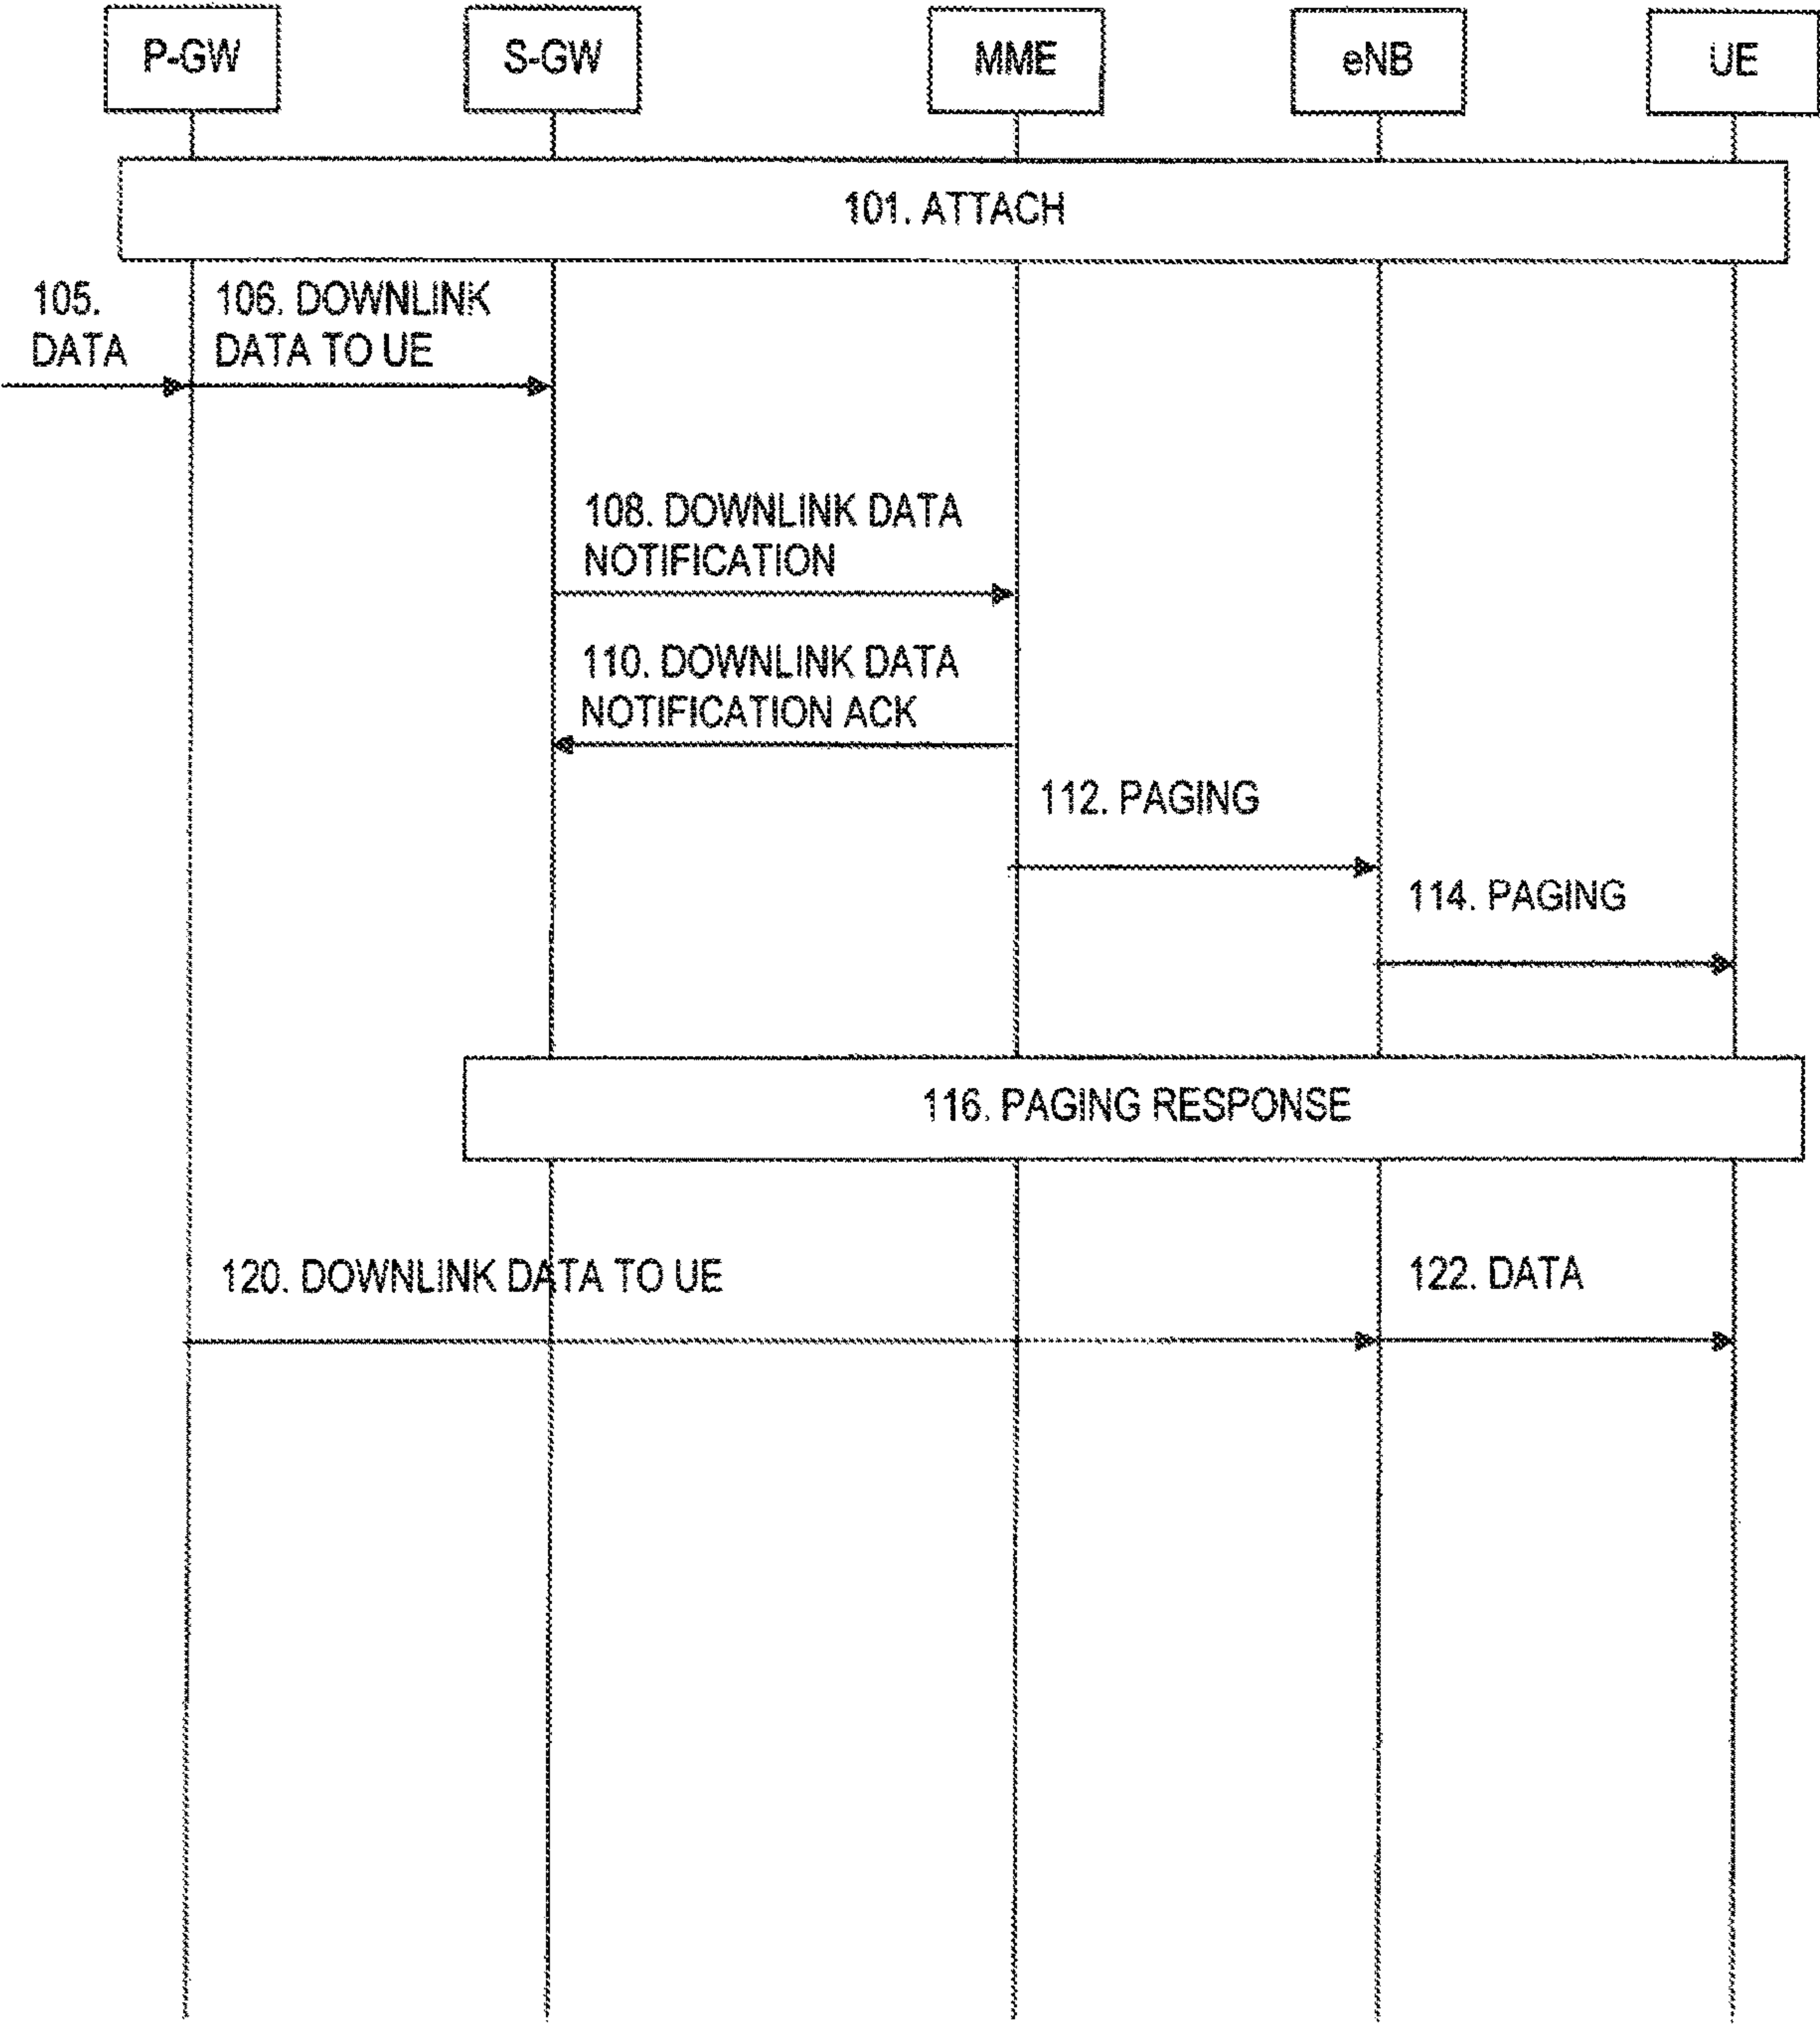 P-GW
S-GW
MME
eNB
UE
101. ATTACH
105.
DATA
106. DOWNLINK
DATA TO UE
108. DOWNLINK DATA
NOTIFICATION
110. DOWNLINK DATA
NOTIFICATION ACK
112. PAGING
114. PAGING
116. PAGING RESPONSE
120. DOWNLINK DATA TO UE
122. DATA